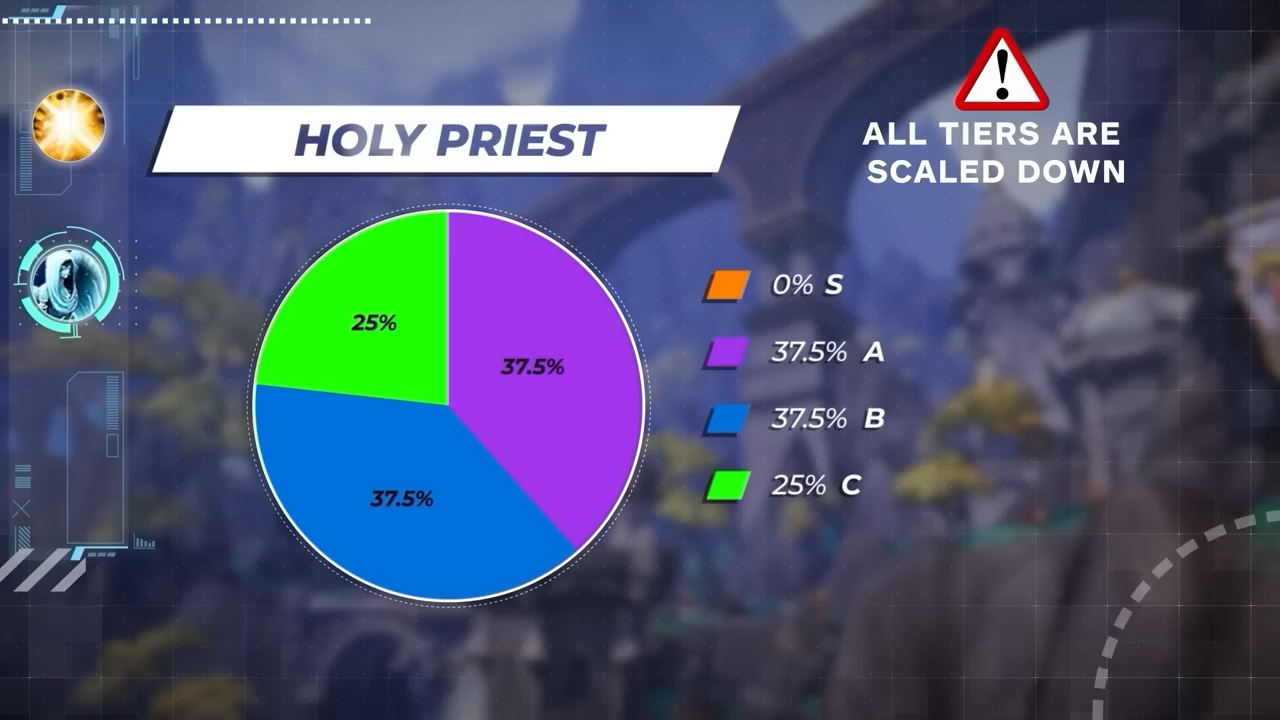 HOLY PRIEST
ALL TIERS ARE
SCALED DOWN
25%
37.5%
37.5%
0% S
37.5% A
37.5% B
25% C